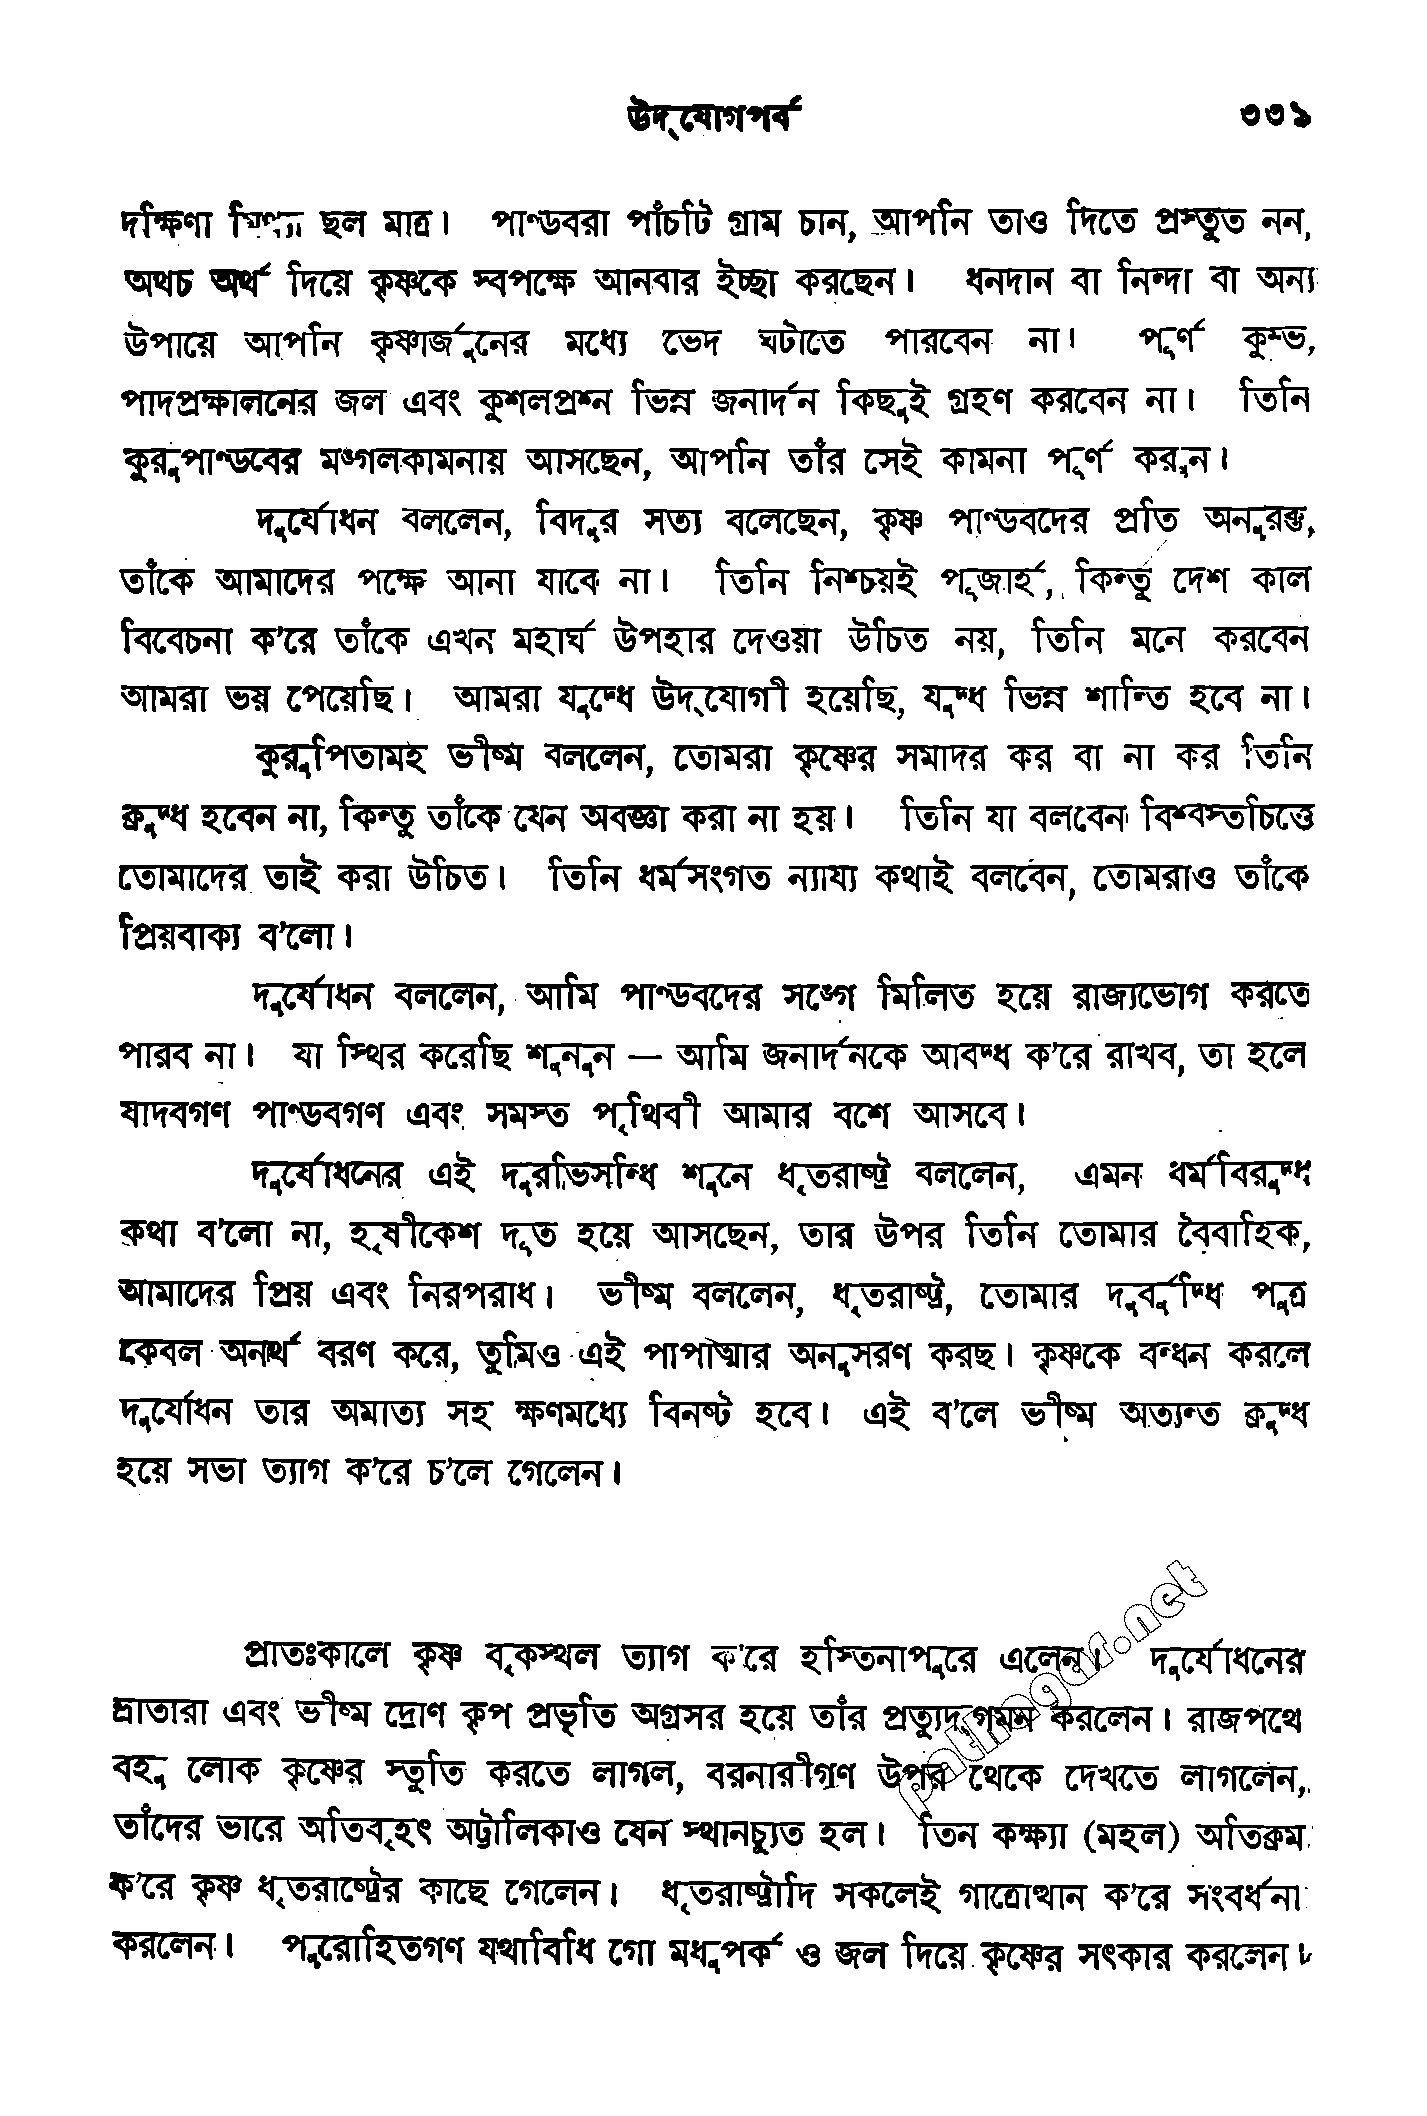 উদ্‌যোগপর্ব ৩৩৯
দক্ষিণা মিথ্যা ছল মাত্র। পাণ্ডবরা পাঁচটি গ্রাম চান, আপনি তাও দিতে প্রস্তুত নন,
অথচ অর্থ দিয়ে কৃষ্ণকে স্বপক্ষে আনবার ইচ্ছা করছেন। ধনদান বা নিন্দা বা অন্য
উপায়ে আপনি কৃষ্ণার্জুনের মধ্যে ভেদ ঘটাতে পারবেন না। পূর্ণ কুম্ভ,
পাদপ্রক্ষালনের জল এবং কুশলপ্রশ্ন ভিন্ন জনার্দন কিছুই গ্রহণ করবেন না। তিনি
কুরুপাণ্ডবের মঙ্গলকামনায় আসছেন, আপনি তাঁর সেই কামনা পূর্ণ করুন।
দুর্যোধন বললেন, বিদুর সত্য বলেছেন, কৃষ্ণ পাণ্ডবদের প্রতি অনুরক্ত,
তাঁকে আমাদের পক্ষে আনা যাবে না। তিনি নিশ্চয়ই পূজার্হ, কিন্তু দেশ কাল
বিবেচনা ক'রে তাঁকে এখন মহার্ঘ উপহার দেওয়া উচিত নয়, তিনি মনে করবেন
আমরা ভয় পেয়েছি। আমরা যুদ্ধে উদ্‌যোগী হয়েছি, যুদ্ধ ভিন্ন শান্তি হবে না।
কুরুপিতামহ ভীষ্ম বললেন, তোমরা কৃষ্ণের সমাদর কর বা না কর তিনি
ক্রুদ্ধ হবেন না, কিন্তু তাঁকে যেন অবজ্ঞা করা না হয়। তিনি যা বলবেন বিশ্বস্তচিত্তে
তোমাদের তাই করা উচিত। তিনি ধর্মসংগত ন্যায্য কথাই বলবেন, তোমরাও তাঁকে
প্রিয়বাক্য ব'লো।
দুর্যোধন বললেন, আমি পাণ্ডবদের সঙ্গে মিলিত হয়ে রাজ্যভোগ করতে
পারব না। যা স্থির করেছি শুনুন — আমি জনার্দনকে আবদ্ধ ক'রে রাখব, তা হলে
যাদবগণ পাণ্ডবগণ এবং সমস্ত পৃথিবী আমার বশে আসবে।
দুর্যোধনের এই দুরভিসন্ধি শুনে ধৃতরাষ্ট্র বললেন, এমন ধর্মবিরুদ্ধ
কথা ব'লো না, হৃষীকেশ দূত হয়ে আসছেন, তার উপর তিনি তোমার বৈবাহিক,
আমাদের প্রিয় এবং নিরপরাধ। ভীষ্ম বললেন, ধৃতরাষ্ট্র, তোমার দুর্বুদ্ধি পুত্র
কেবল অনর্থ বরণ করে, তুমিও এই পাপাত্মার অনুসরণ করছ। কৃষ্ণকে বন্ধন করলে
দুর্যোধন তার অমাত্য সহ ক্ষণমধ্যে বিনষ্ট হবে। এই ব'লে ভীষ্ম অত্যন্ত ক্রুদ্ধ
হয়ে সভা ত্যাগ ক'রে চ'লে গেলেন।
প্রাতঃকালে কৃষ্ণ বৃকস্থল ত্যাগ ক'রে হস্তিনাপুরে এলেন। দুর্যোধনের
ভ্রাতারা এবং ভীষ্ম দ্রোণ কৃপ প্রভৃতি অগ্রসর হয়ে তাঁর প্রত্যুদ্‌গমন করলেন। রাজপথে
বহু লোক কৃষ্ণের স্তুতি করতে লাগল, বরনারীগণ উপর থেকে দেখতে লাগলেন,
তাঁদের ভারে অতিবৃহৎ অট্টালিকাও যেন স্থানচ্যুত হল। তিন কক্ষ্যা (মহল) অতিক্রম
ক'রে কৃষ্ণ ধৃতরাষ্ট্রের কাছে গেলেন। ধৃতরাষ্ট্রাদি সকলেই গাত্রোত্থান ক'রে সংবর্ধনা
করলেন। পুরোহিতগণ যথাবিধি গো মধুপর্ক ও জল দিয়ে কৃষ্ণের সৎকার করলেন।
pathagar.net